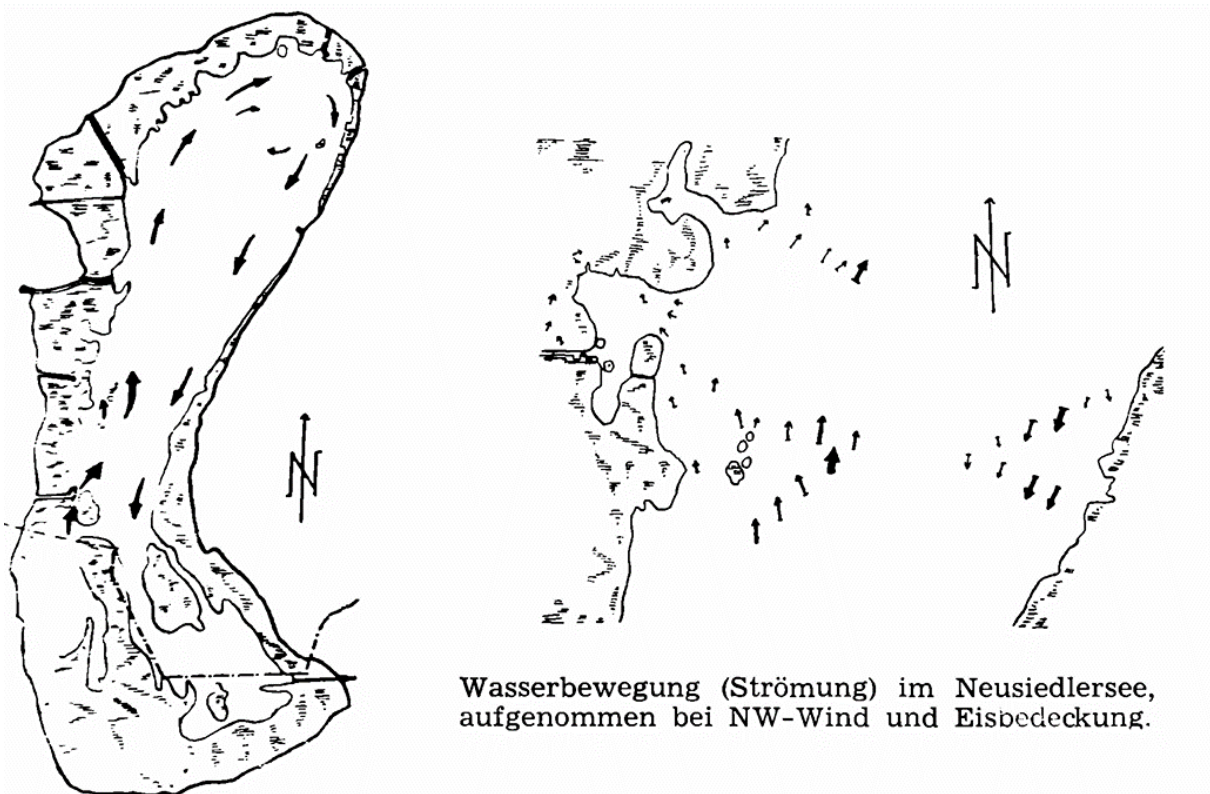 N
N
Wasserbewegung (Strömung) im Neusiedlersee,
aufgenommen bei NW-Wind und Eisbedeckung.